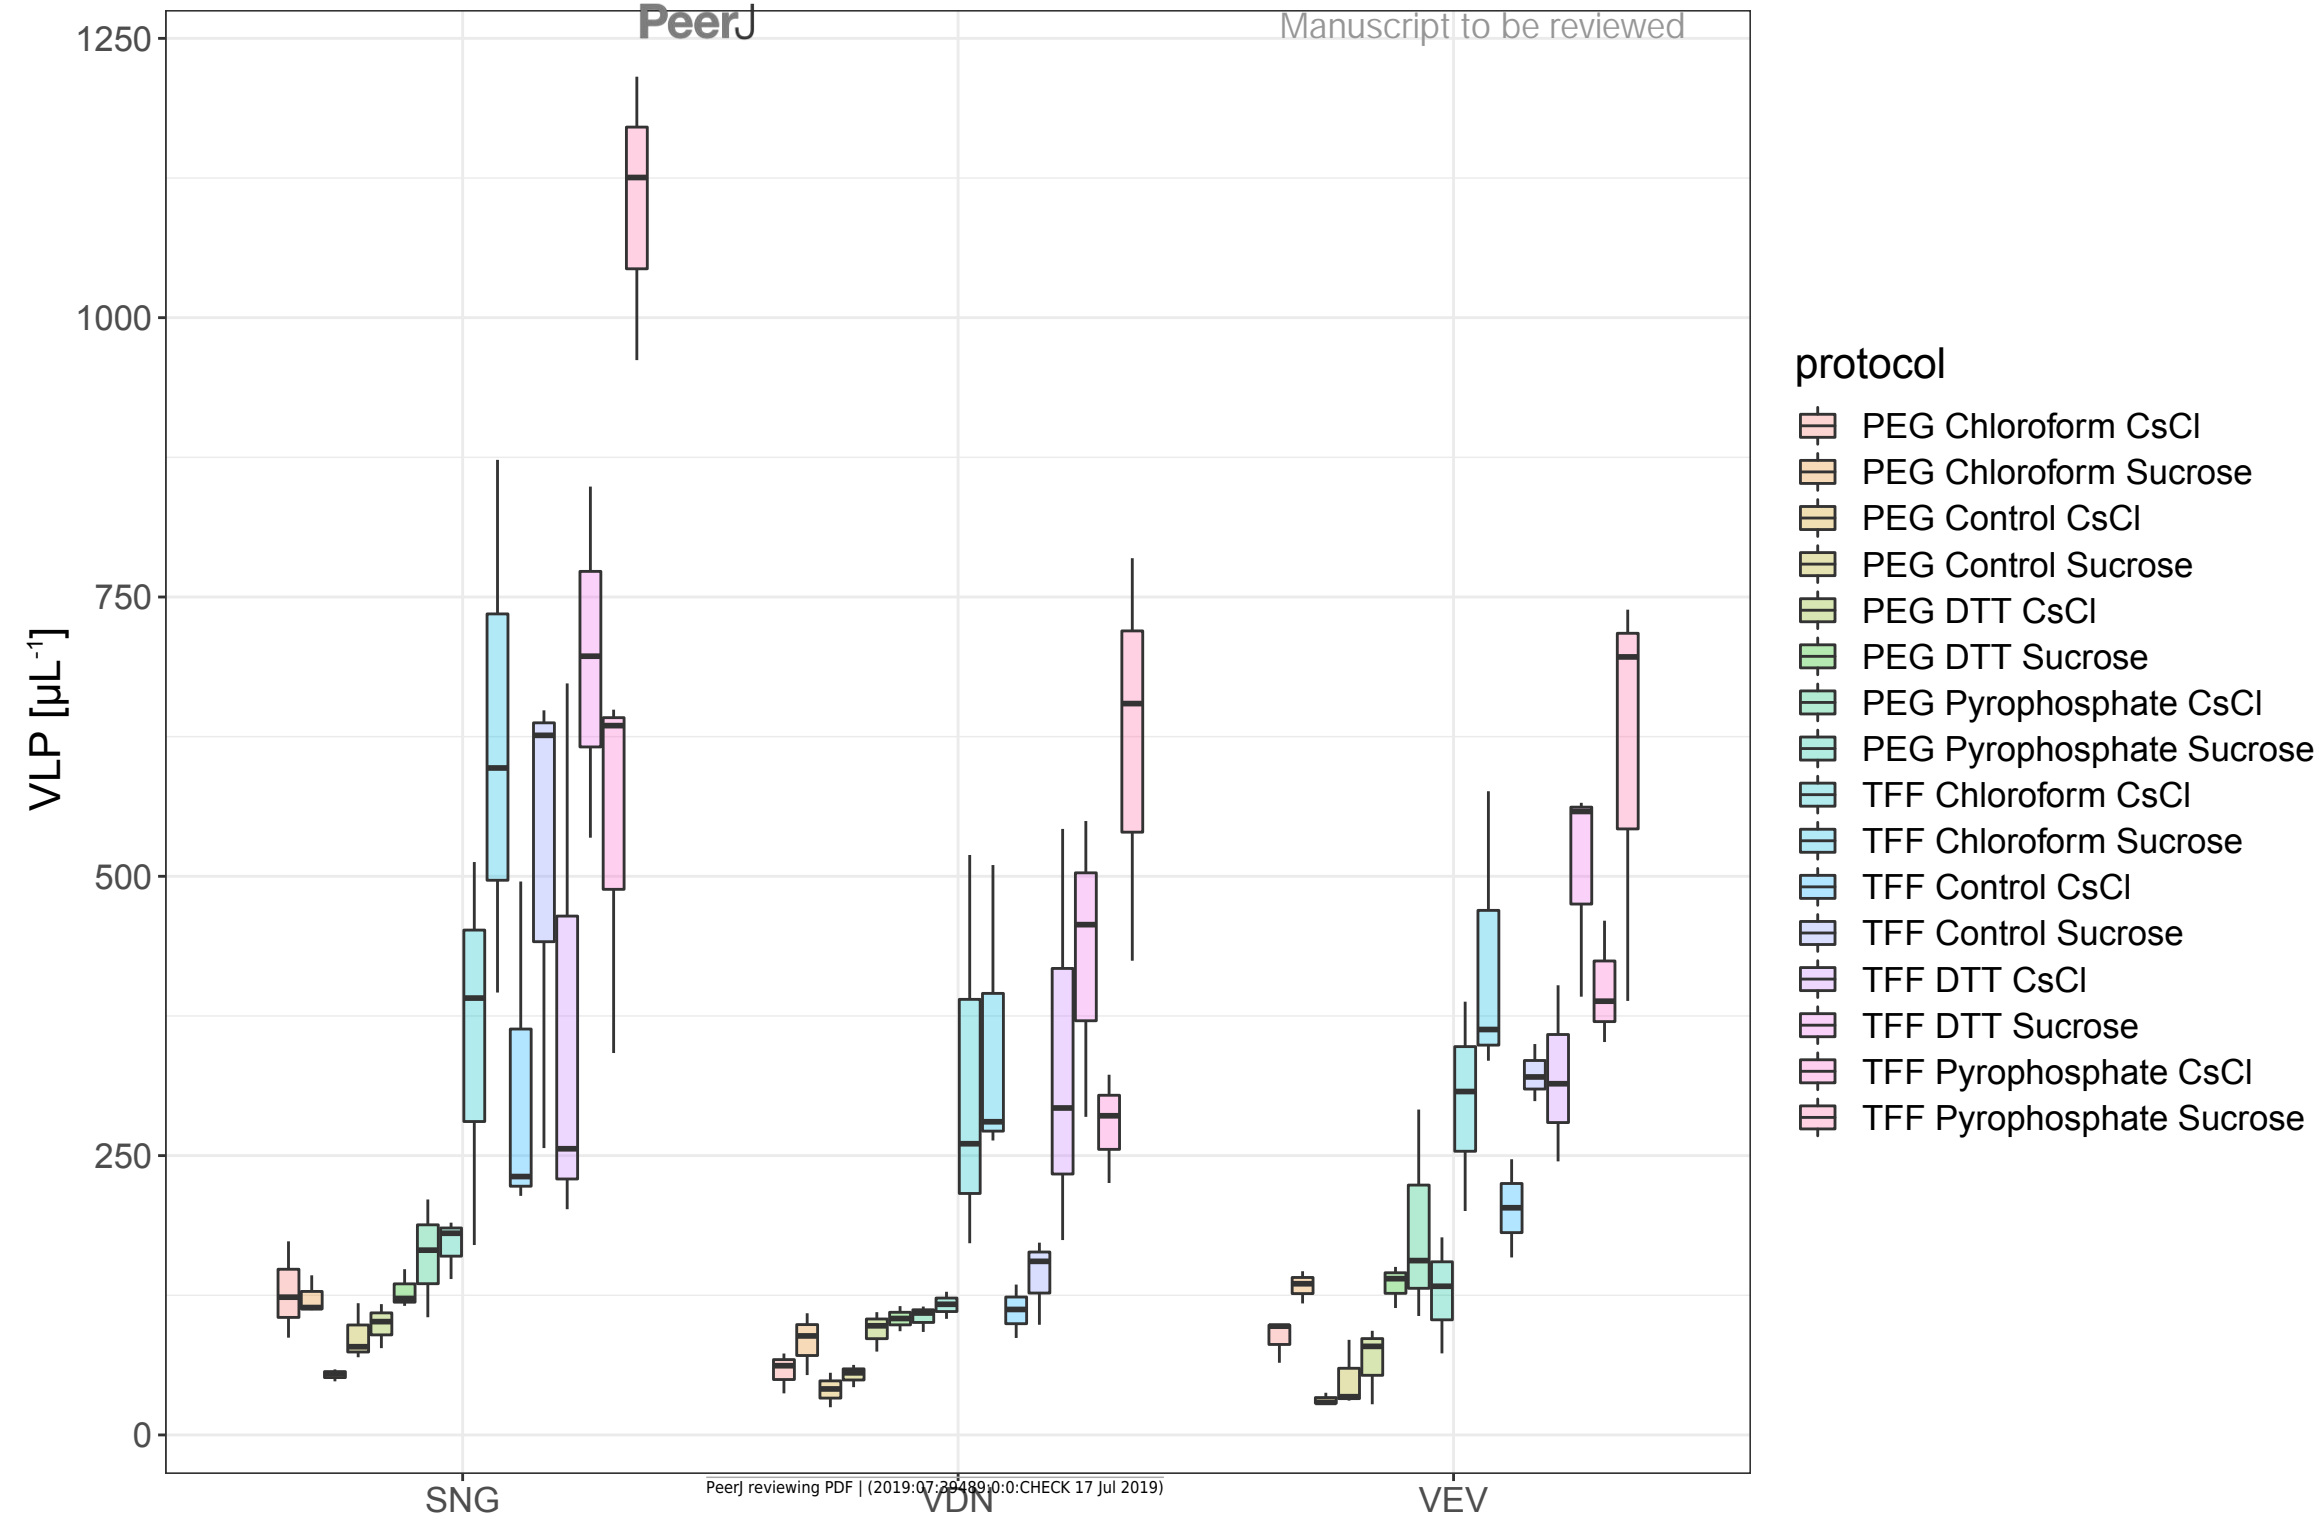 PeerJ
Manuscript to be reviewed
1250
1000
750
500
250
0
VLP [µL-1]
SNG
VDN
VEV
PeerJ reviewing PDF | (2019:07:39489:0:0:CHECK 17 Jul 2019)
protocol
PEG Chloroform CsCl
PEG Chloroform Sucrose
PEG Control CsCl
PEG Control Sucrose
PEG DTT CsCl
PEG DTT Sucrose
PEG Pyrophosphate CsCl
PEG Pyrophosphate Sucrose
TFF Chloroform CsCl
TFF Chloroform Sucrose
TFF Control CsCl
TFF Control Sucrose
TFF DTT CsCl
TFF DTT Sucrose
TFF Pyrophosphate CsCl
TFF Pyrophosphate Sucrose